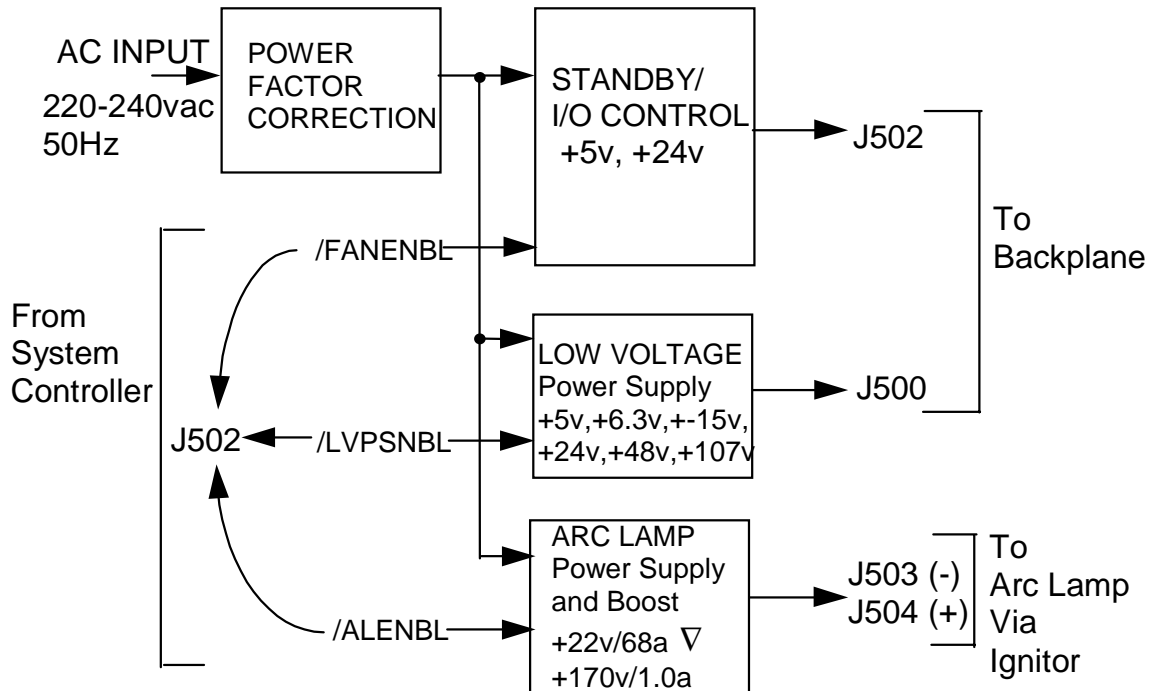 AC INPUT
220-240vac
50Hz
POWER
FACTOR
CORRECTION
STANDBY/
I/O CONTROL
+5v, +24v
J502
To
Backplane
/FANENBL
From
System
Controller
J502
/LVPSNBL
LOW VOLTAGE
Power Supply
+5v,+6.3v,+-15v,
+24v,+48v,+107v
J500
/ALENBL
ARC LAMP
Power Supply
and Boost
+22v/68a ∇
+170v/1.0a
J503 (-)
J504 (+)
To
Arc Lamp
Via
Ignitor